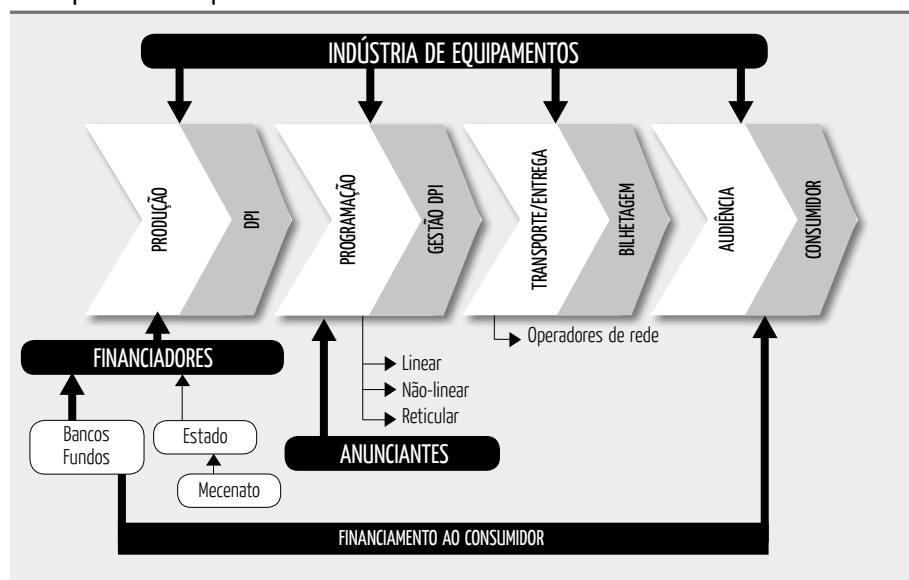 INDÚSTRIA DE EQUIPAMENTOS
PRODUÇÃO
DPI
PROGRAMAÇÃO
GESTÃO DPI
TRANSPORTE/ENTREGA
BILHETAGEM
AUDIÊNCIA
CONSUMIDOR
Operadores de rede
FINANCIADORES
Linear
Não-linear
Reticular
Bancos
Fundos
Estado
Mecenato
ANUNCIANTES
FINANCIAMENTO AO CONSUMIDOR